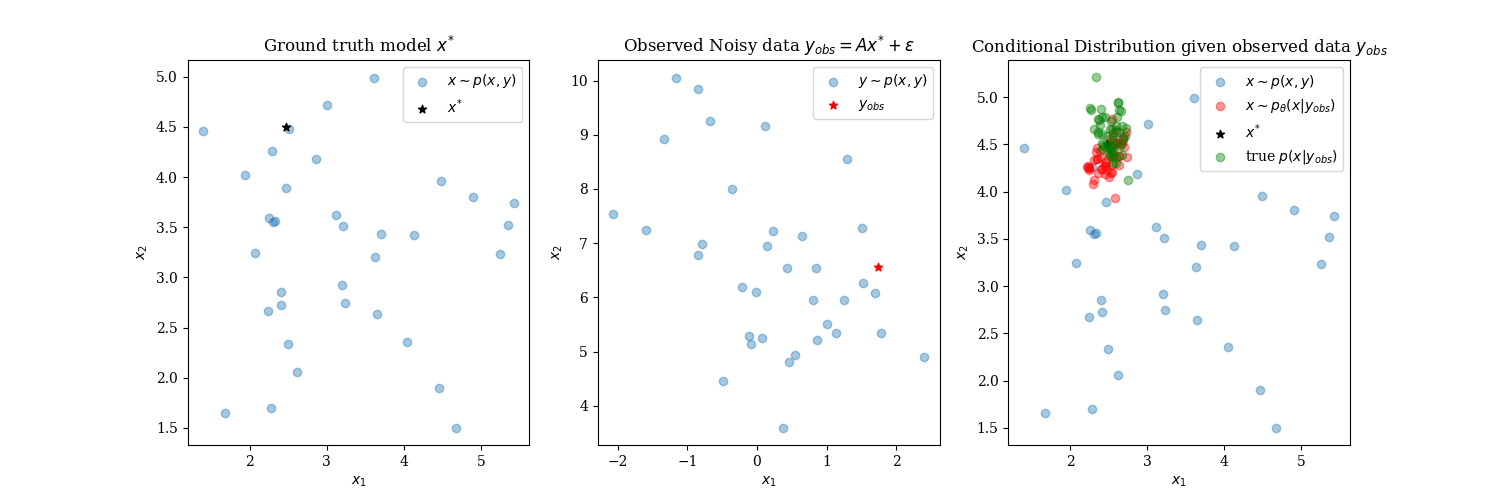 Ground truth model x*
x ~ p(x, y)
x*
5.0
4.5
4.0
3.5
3.0
2.5
2.0
1.5
x₂
2 3 4 5
x₁
Observed Noisy data y_obs = Ax* + ε
y ~ p(x, y)
y_obs
10
9
8
7
6
5
4
x₂
−2 −1 0 1 2
x₁
Conditional Distribution given observed data y_obs
x ~ p(x, y)
x ~ p_θ(x|y_obs)
x*
true p(x|y_obs)
5.0
4.5
4.0
3.5
3.0
2.5
2.0
1.5
x₂
2 3 4 5
x₁